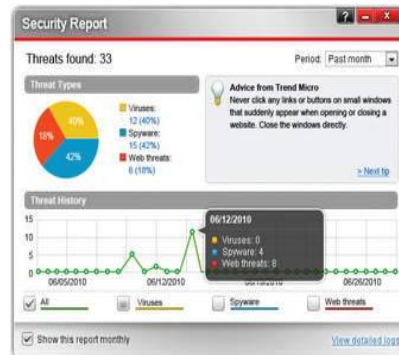 Security Report
Threats found: 33
Period: Past month
Threat Types
40%
18%
42%
Viruses:
12 (40%)
Spyware:
15 (42%)
Web threats:
6 (18%)
Advice from Trend Micro
Never click any links or buttons on small windows
that suddenly appear when opening or closing a
website. Close the windows directly.
> Next tip
Threat History
15
10
5
0
06/12/2010
Viruses: 0
Spyware: 4
Web threats: 8
06/05/2010
06/12/2010
06/19/2010
06/26/2010
All
Viruses
Spyware
Web threats
Show this report monthly
View detailed logs